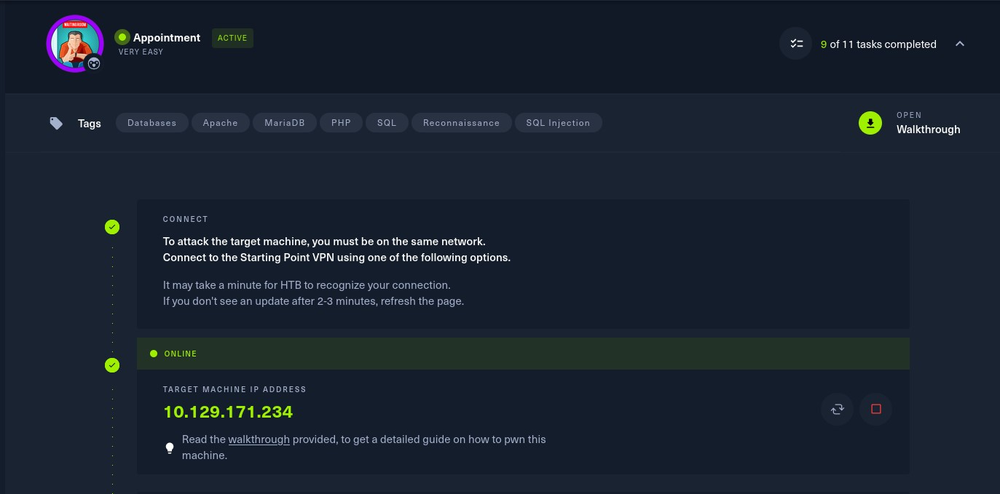 WAITING ROOM
Appointment
ACTIVE
VERY EASY
9 of 11 tasks completed
Tags
Databases
Apache
MariaDB
PHP
SQL
Reconnaissance
SQL Injection
OPEN
Walkthrough
CONNECT
To attack the target machine, you must be on the same network.
Connect to the Starting Point VPN using one of the following options.
It may take a minute for HTB to recognize your connection.
If you don't see an update after 2-3 minutes, refresh the page.
ONLINE
TARGET MACHINE IP ADDRESS
10.129.171.234
Read the walkthrough provided, to get a detailed guide on how to pwn this
machine.